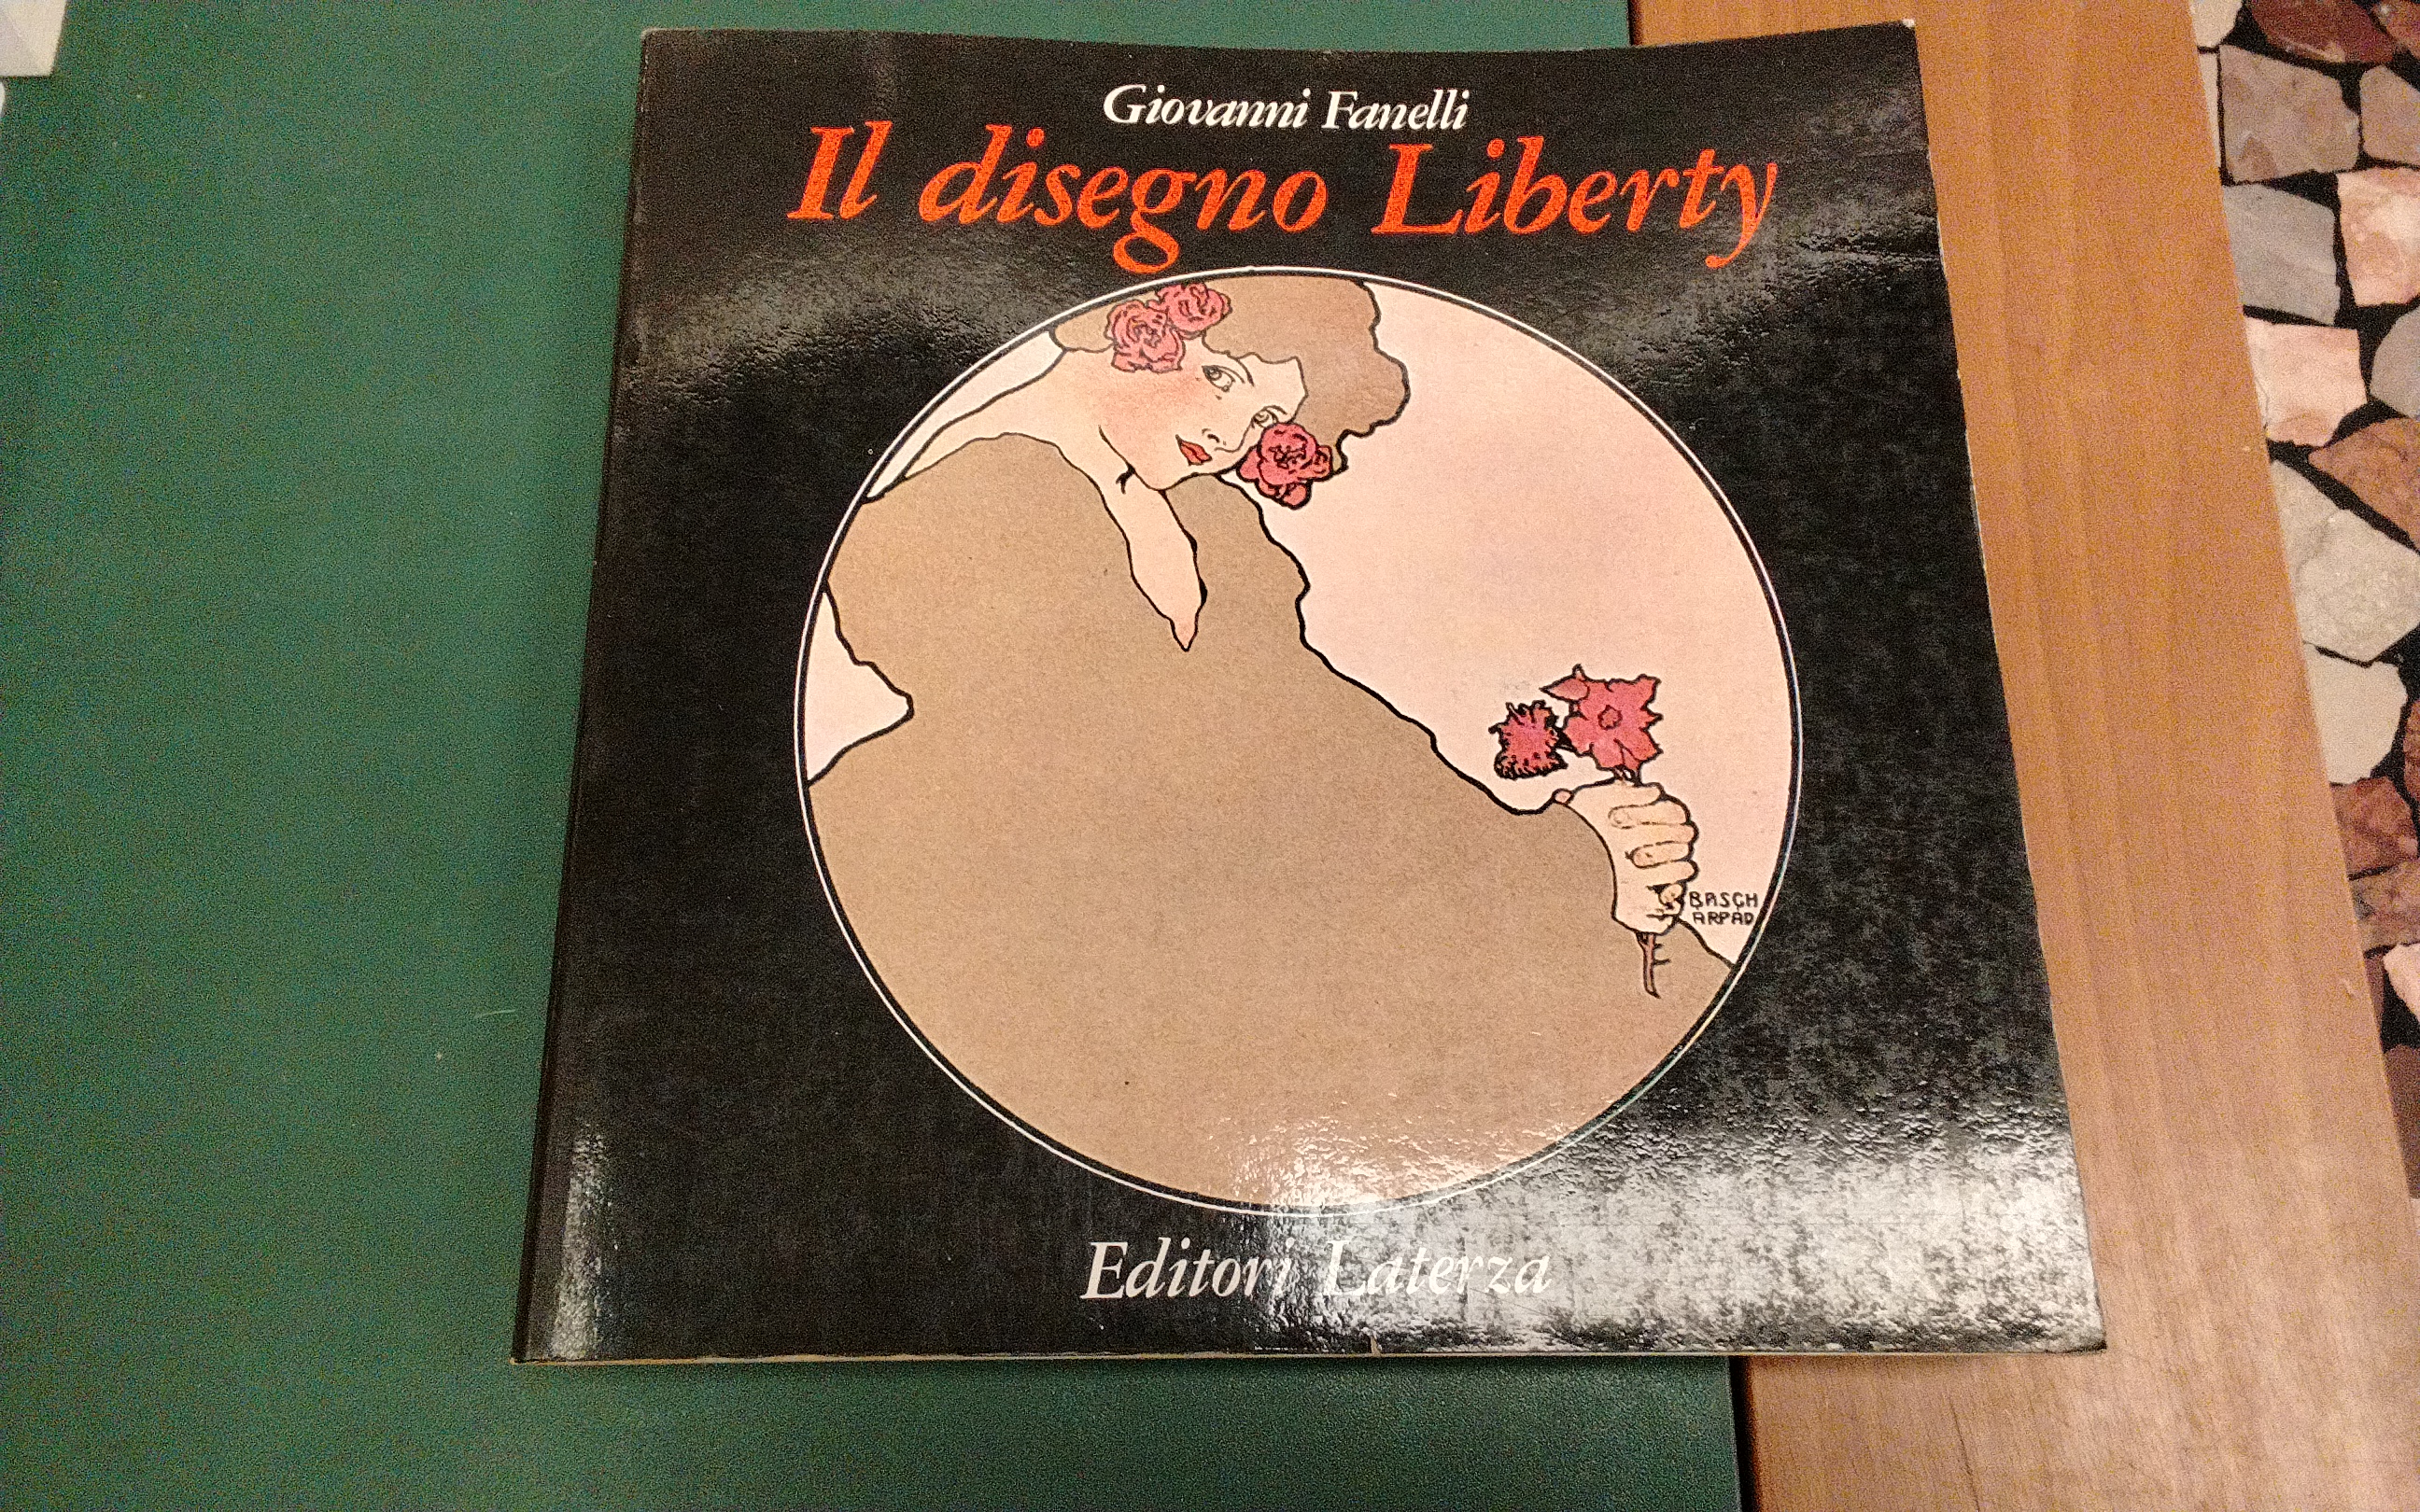 Giovanni Fanelli
Il disegno Liberty
BASCH
ARPAD
Editori Laterza